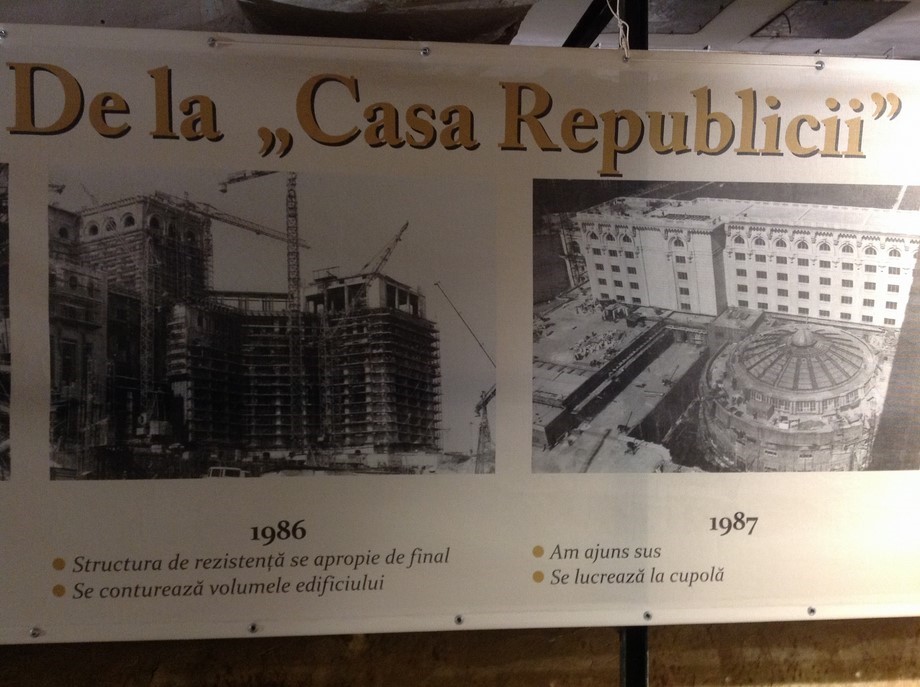 De la „Casa Republicii”
1986
Structura de rezistență se apropie de final
Se conturează volumele edificiului
1987
Am ajuns sus
Se lucrează la cupolă